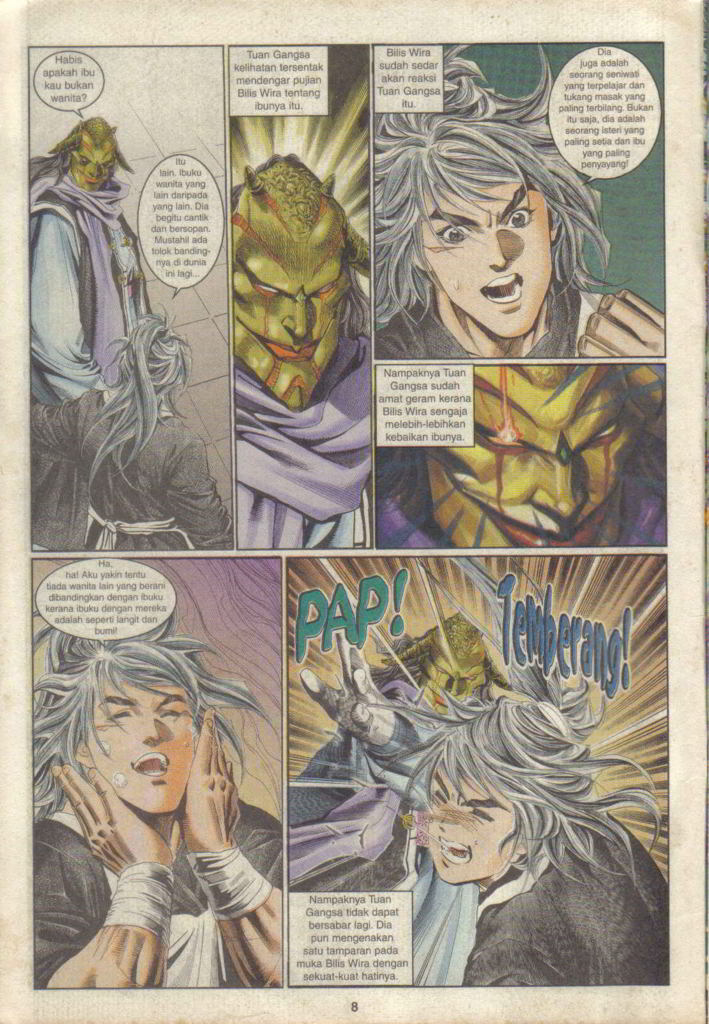 Habis
apakah ibu
kau bukan
wanita?
Itu
lain. Ibuku
wanita yang
lain daripada
yang lain. Dia
begitu cantik
dan bersopan.
Mustahil ada
tolok banding-
nya di dunia
ini lagi...
Tuan Gangsa
kelihatan tersentak
mendengar pujian
Bilis Wira tentang
ibunya itu.
Bilis Wira
sudah sedar
akan reaksi
Tuan Gangsa
itu.
Dia
juga adalah
seorang seniwati
yang terpelajar dan
tukang masak yang
paling terbilang. Bukan
itu saja, dia adalah
seorang isteri yang
paling setia dan ibu
yang paling
penyayang!
Nampaknya Tuan
Gangsa sudah
amat geram kerana
Bilis Wira sengaja
melebih-lebihkan
kebaikan ibunya.
Ha,
ha! Aku yakin tentu
tiada wanita lain yang berani
dibandingkan dengan ibuku
kerana ibuku dengan mereka
adalah seperti langit dan
bumi!
PAP!
Temberang!
Nampaknya Tuan
Gangsa tidak dapat
bersabar lagi. Dia
pun mengenakan
satu tamparan pada
muka Bilis Wira dengan
sekuat-kuat hatinya.
8